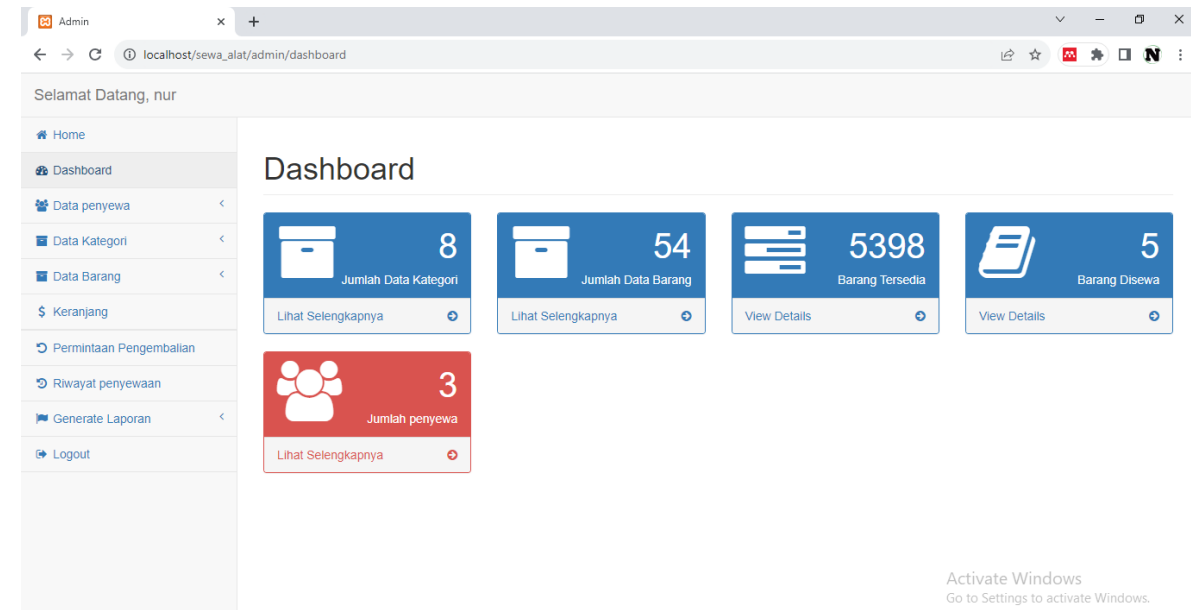 Admin
localhost/sewa_alat/admin/dashboard
N
Selamat Datang, nur
Home
Dashboard
Data penyewa
Data Kategori
Data Barang
$ Keranjang
Permintaan Pengembalian
Riwayat penyewaan
Generate Laporan
Logout
Dashboard
8
Jumlah Data Kategori
Lihat Selengkapnya
54
Jumlah Data Barang
Lihat Selengkapnya
5398
Barang Tersedia
View Details
5
Barang Disewa
View Details
3
Jumlah penyewa
Lihat Selengkapnya
Activate Windows
Go to Settings to activate Windows.